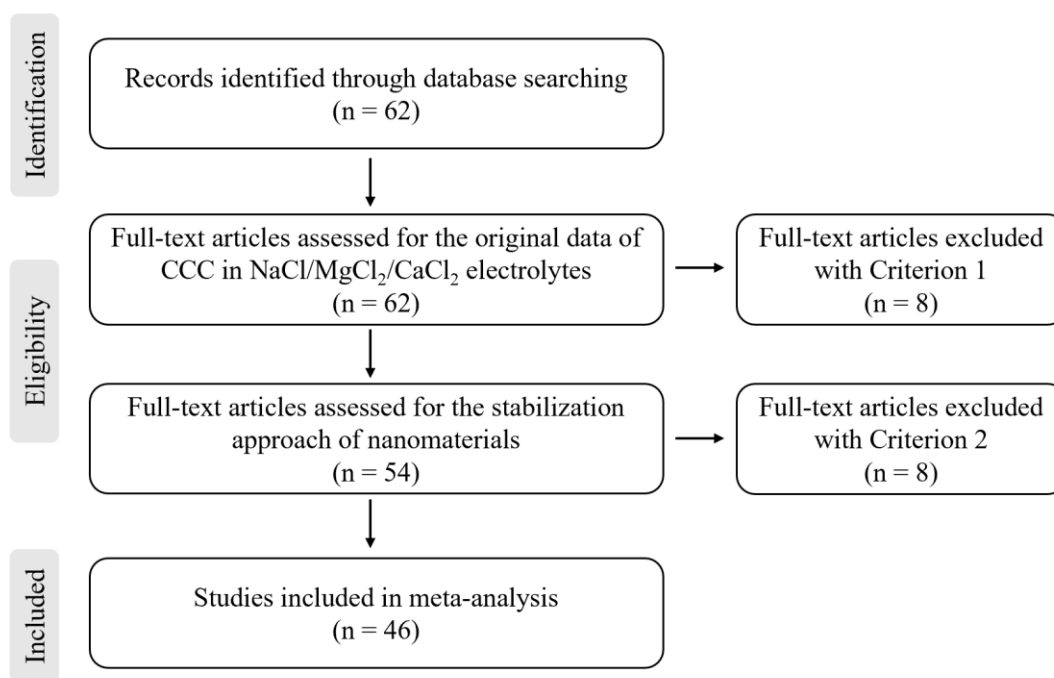 Identification
Records identified through database searching
(n = 62)
Eligibility
Full-text articles assessed for the original data of
CCC in NaCl/MgCl₂/CaCl₂ electrolytes
(n = 62)
Full-text articles excluded
with Criterion 1
(n = 8)
Full-text articles assessed for the stabilization
approach of nanomaterials
(n = 54)
Full-text articles excluded
with Criterion 2
(n = 8)
Included
Studies included in meta-analysis
(n = 46)